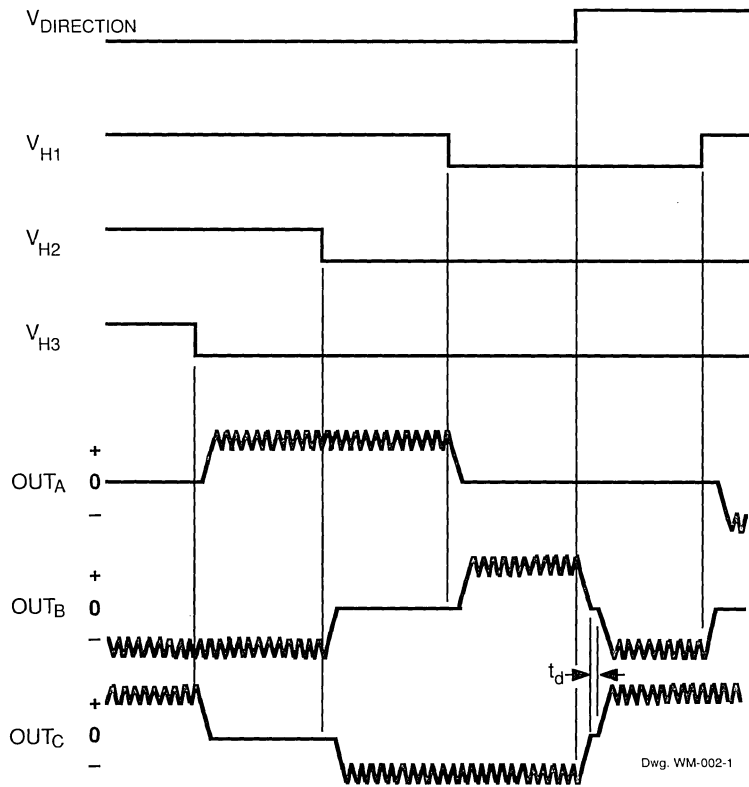 VDIRECTION
VH1
VH2
VH3
+
OUTA 0
–
+
OUTB 0
–
td
+
OUTC 0
–
Dwg. WM-002-1